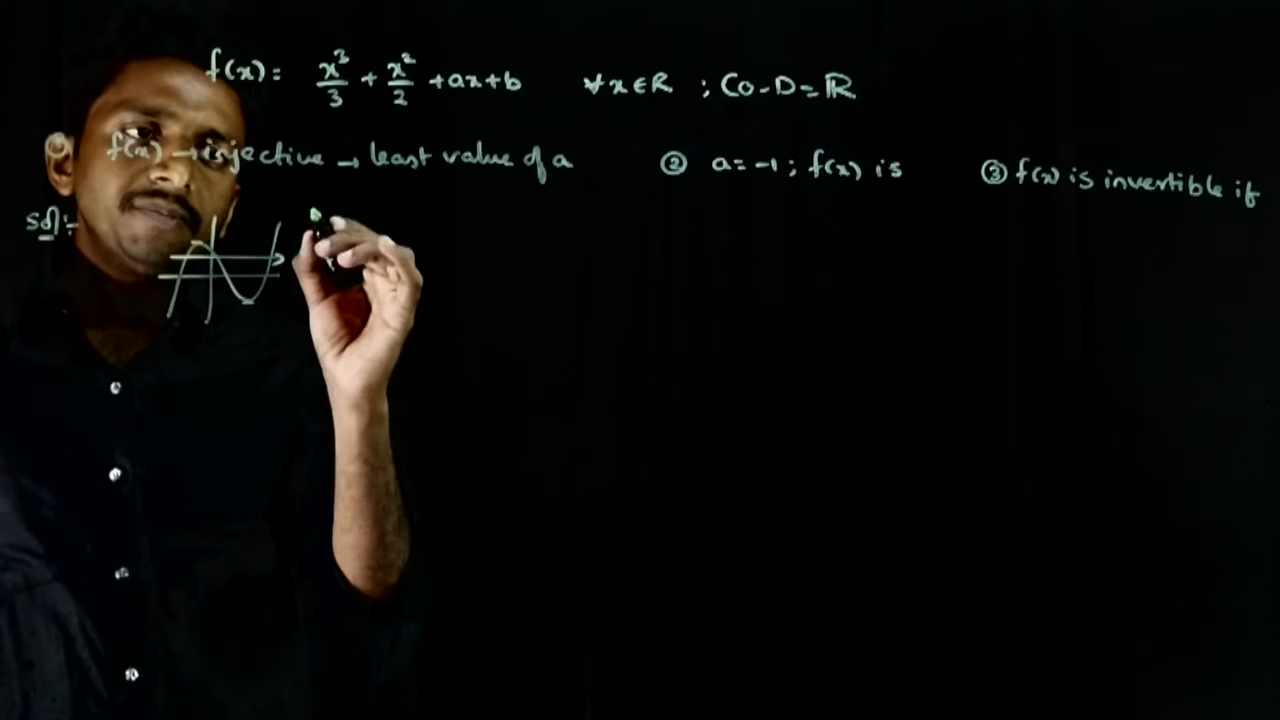 f(x) = x³/3 + x²/2 + ax + b ∀ x ∈ R ; Co-D = ℝ
① f(x) → injective → least value of a ② a = -1 ; f(x) is ③ f(x) is invertible if
Sol:-